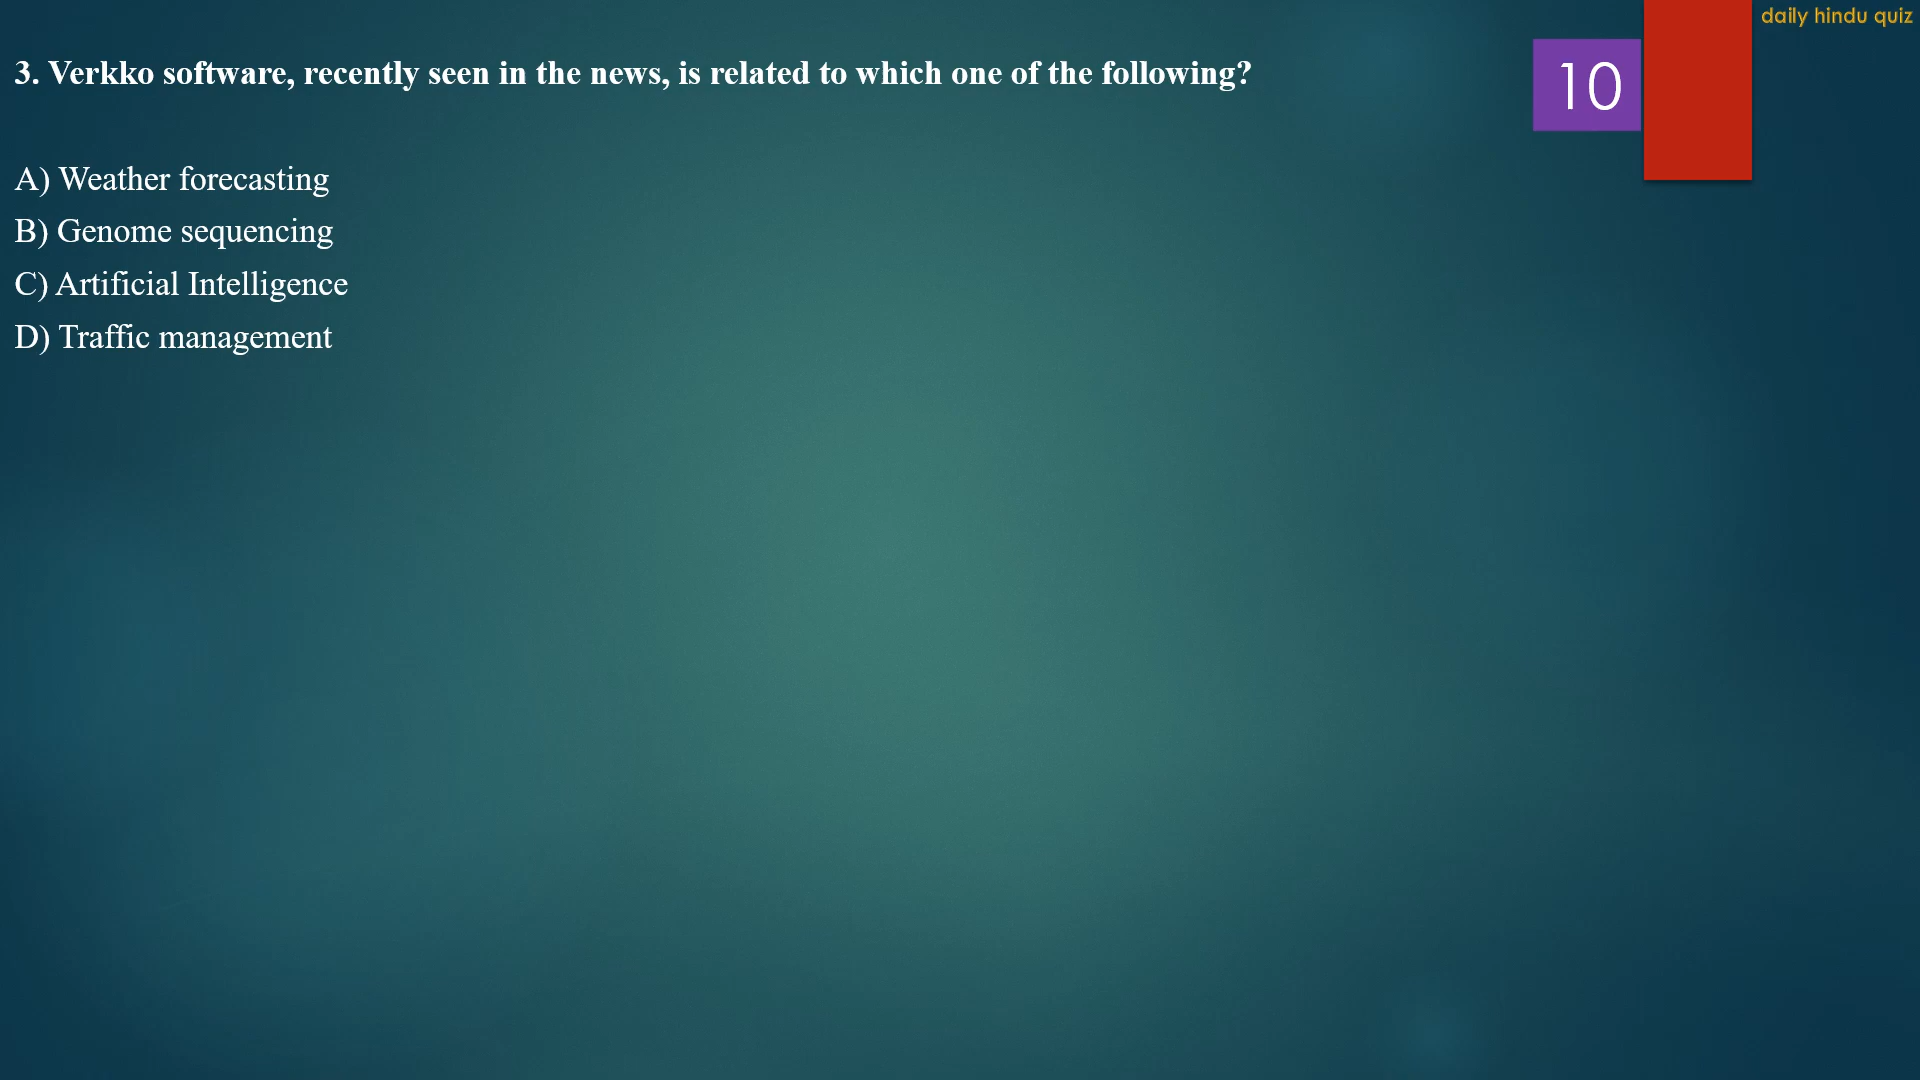 daily hindu quiz
3. Verkko software, recently seen in the news, is related to which one of the following?
10
A) Weather forecasting
B) Genome sequencing
C) Artificial Intelligence
D) Traffic management